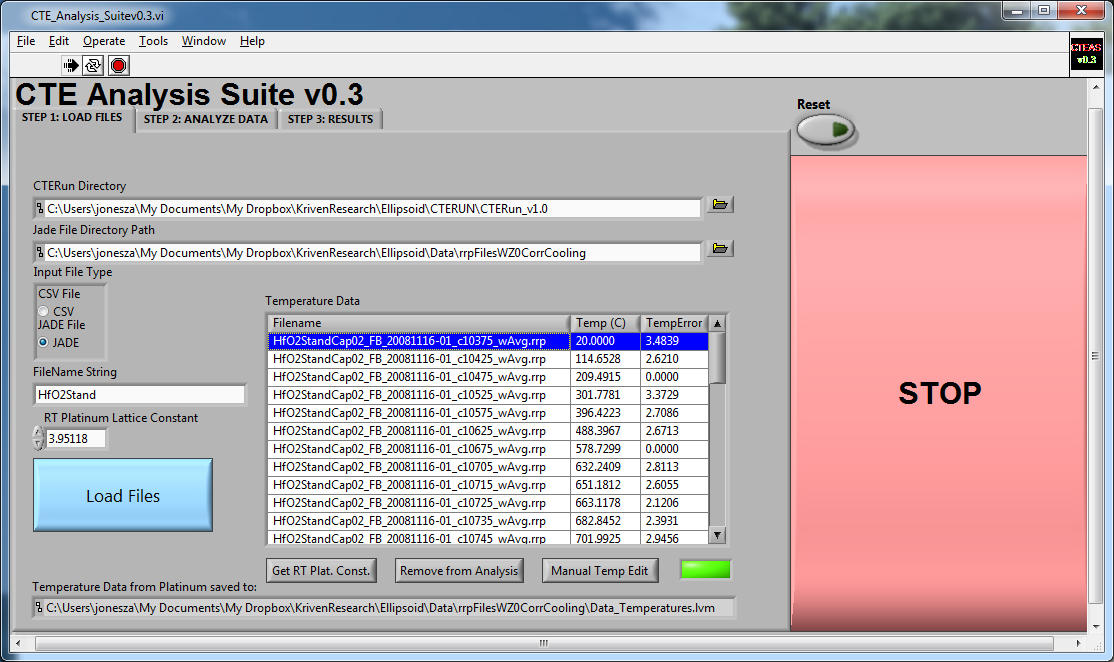 CTE_Analysis_Suitev0.3.vi
File Edit Operate Tools Window Help
CTEAS
v0.3
CTE Analysis Suite v0.3
STEP 1: LOAD FILES STEP 2: ANALYZE DATA STEP 3: RESULTS
Reset
CTERun Directory
C:\Users\jonesza\My Documents\My Dropbox\KrivenResearch\Ellipsoid\CTERUN\CTERun_v1.0
Jade File Directory Path
C:\Users\jonesza\My Documents\My Dropbox\KrivenResearch\Ellipsoid\Data\rrpFilesWZ0CorrCooling
Input File Type
CSV File
CSV
JADE File
JADE
FileName String
HfO2Stand
RT Platinum Lattice Constant
3.95118
Load Files
Temperature Data
Filename Temp (C) TempError
HfO2StandCap02_FB_20081116-01_c10375_wAvg.rrp 20.0000 3.4839
HfO2StandCap02_FB_20081116-01_c10425_wAvg.rrp 114.6528 2.6210
HfO2StandCap02_FB_20081116-01_c10475_wAvg.rrp 209.4915 0.0000
HfO2StandCap02_FB_20081116-01_c10525_wAvg.rrp 301.7781 3.3729
HfO2StandCap02_FB_20081116-01_c10575_wAvg.rrp 396.4223 2.7086
HfO2StandCap02_FB_20081116-01_c10625_wAvg.rrp 488.3967 2.6713
HfO2StandCap02_FB_20081116-01_c10675_wAvg.rrp 578.7299 0.0000
HfO2StandCap02_FB_20081116-01_c10705_wAvg.rrp 632.2409 2.8113
HfO2StandCap02_FB_20081116-01_c10715_wAvg.rrp 651.1812 2.6055
HfO2StandCap02_FB_20081116-01_c10725_wAvg.rrp 663.1178 2.1206
HfO2StandCap02_FB_20081116-01_c10735_wAvg.rrp 682.8452 2.3931
HfO2StandCap02_FB_20081116-01_c10745_wAvg.rrp 701.9925 2.9456
Get RT Plat. Const. Remove from Analysis Manual Temp Edit
Temperature Data from Platinum saved to:
C:\Users\jonesza\My Documents\My Dropbox\KrivenResearch\Ellipsoid\Data\rrpFilesWZ0CorrCooling\Data_Temperatures.lvm
STOP